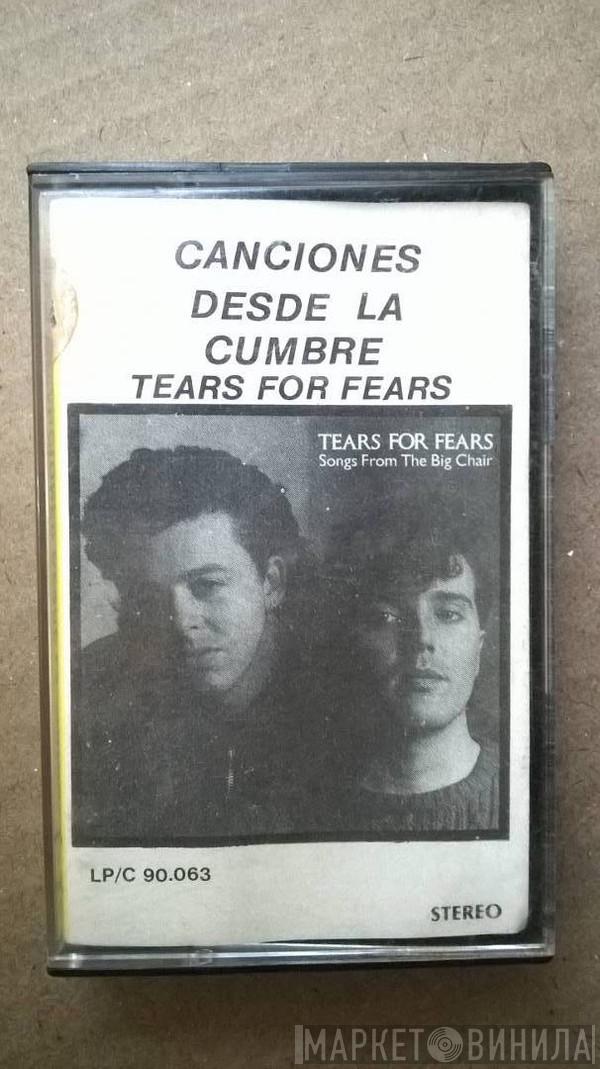 CANCIONES
DESDE LA
CUMBRE
TEARS FOR FEARS
TEARS FOR FEARS
Songs From The Big Chair
LP/C 90.063
STEREO
МАРКЕТ ВИНИЛА